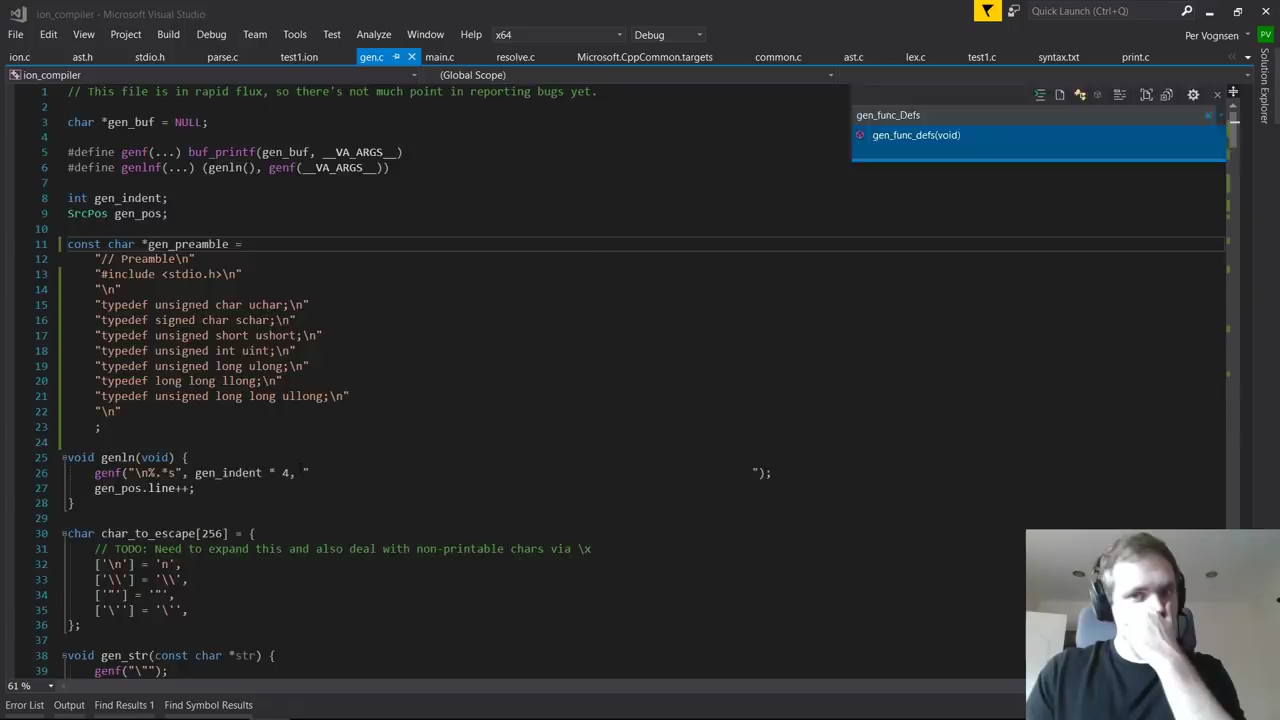 ion_compiler - Microsoft Visual Studio
Quick Launch (Ctrl+Q)
File Edit View Project Build Debug Team Tools Test Analyze Window Help x64 Debug Per Vognsen PV
ion.c ast.h stdio.h parse.c test1.ion gen.c main.c resolve.c Microsoft.CppCommon.targets common.c ast.c lex.c test1.c syntax.txt print.c
ion_compiler (Global Scope)
Solution Explorer
gen_func_Defs
gen_func_defs(void)
1 // This file is in rapid flux, so there's not much point in reporting bugs yet.
2
3 char *gen_buf = NULL;
4
5 #define genf(...) buf_printf(gen_buf, __VA_ARGS__)
6 #define genlnf(...) (genln(), genf(__VA_ARGS__))
7
8 int gen_indent;
9 SrcPos gen_pos;
10
11 const char *gen_preamble =
12 "// Preamble\n"
13 "#include <stdio.h>\n"
14 "\n"
15 "typedef unsigned char uchar;\n"
16 "typedef signed char schar;\n"
17 "typedef unsigned short ushort;\n"
18 "typedef unsigned int uint;\n"
19 "typedef unsigned long ulong;\n"
20 "typedef long long llong;\n"
21 "typedef unsigned long long ullong;\n"
22 "\n"
23 ;
24
25 void genln(void) {
26 genf("\n%.*s", gen_indent * 4, " ");
27 gen_pos.line++;
28 }
29
30 char char_to_escape[256] = {
31 // TODO: Need to expand this and also deal with non-printable chars via \x
32 ['\n'] = 'n',
33 ['\\'] = '\\',
34 ['"'] = '"',
35 ['\''] = '\'',
36 };
37
38 void gen_str(const char *str) {
39 genf("\"");
61 %
Error List Output Find Results 1 Find Symbol Results